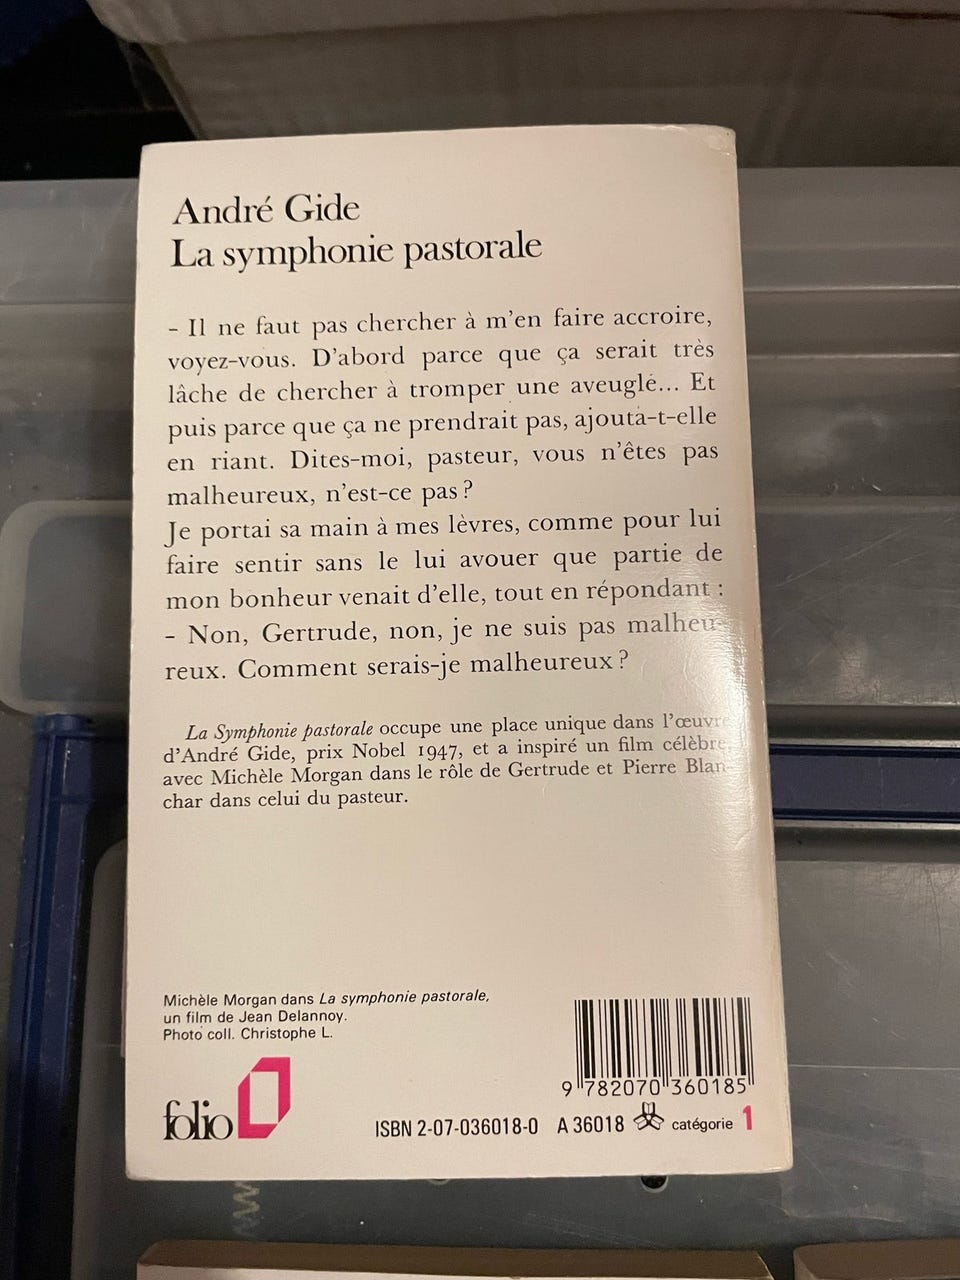 André Gide
La symphonie pastorale
- Il ne faut pas chercher à m'en faire accroire,
voyez-vous. D'abord parce que ça serait très
lâche de chercher à tromper une aveugle... Et
puis parce que ça ne prendrait pas, ajouta-t-elle
en riant. Dites-moi, pasteur, vous n'êtes pas
malheureux, n'est-ce pas ?
Je portai sa main à mes lèvres, comme pour lui
faire sentir sans le lui avouer que partie de
mon bonheur venait d'elle, tout en répondant :
- Non, Gertrude, non, je ne suis pas malheu-
reux. Comment serais-je malheureux ?
La Symphonie pastorale occupe une place unique dans l'œuvre
d'André Gide, prix Nobel 1947, et a inspiré un film célèbre,
avec Michèle Morgan dans le rôle de Gertrude et Pierre Blan-
char dans celui du pasteur.
Michèle Morgan dans La symphonie pastorale,
un film de Jean Delannoy.
Photo coll. Christophe L.
9 782070 360185
folio
ISBN 2-07-036018-0 A 36018 catégorie 1